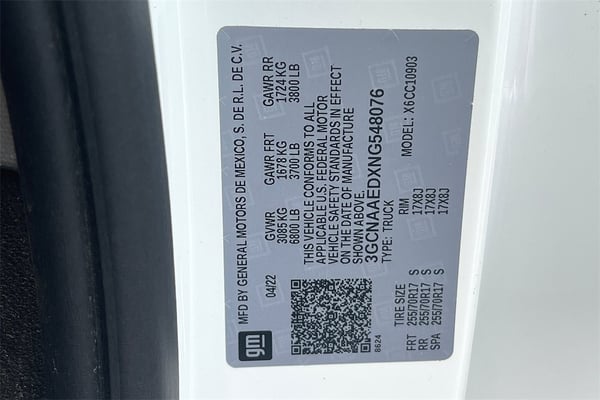 gm
MFD BY GENERAL MOTORS DE MEXICO, S. DE R.L. DE C.V.
04/22 GVWR GAWR FRT GAWR RR
3085KG 1678 KG 1724 KG
6800 LB 3700 LB 3800 LB
THIS VEHICLE CONFORMS TO ALL
APPLICABLE U.S. FEDERAL MOTOR
VEHICLE SAFETY STANDARDS IN EFFECT
ON THE DATE OF MANUFACTURE
SHOWN ABOVE.
3GCNAAEDXNG548076
TYPE: TRUCK MODEL: X6CC10903
8624
TIRE SIZE RIM
FRT 255/70R17 S 17X8J
RR 255/70R17 S 17X8J
SPA 255/70R17 S 17X8J